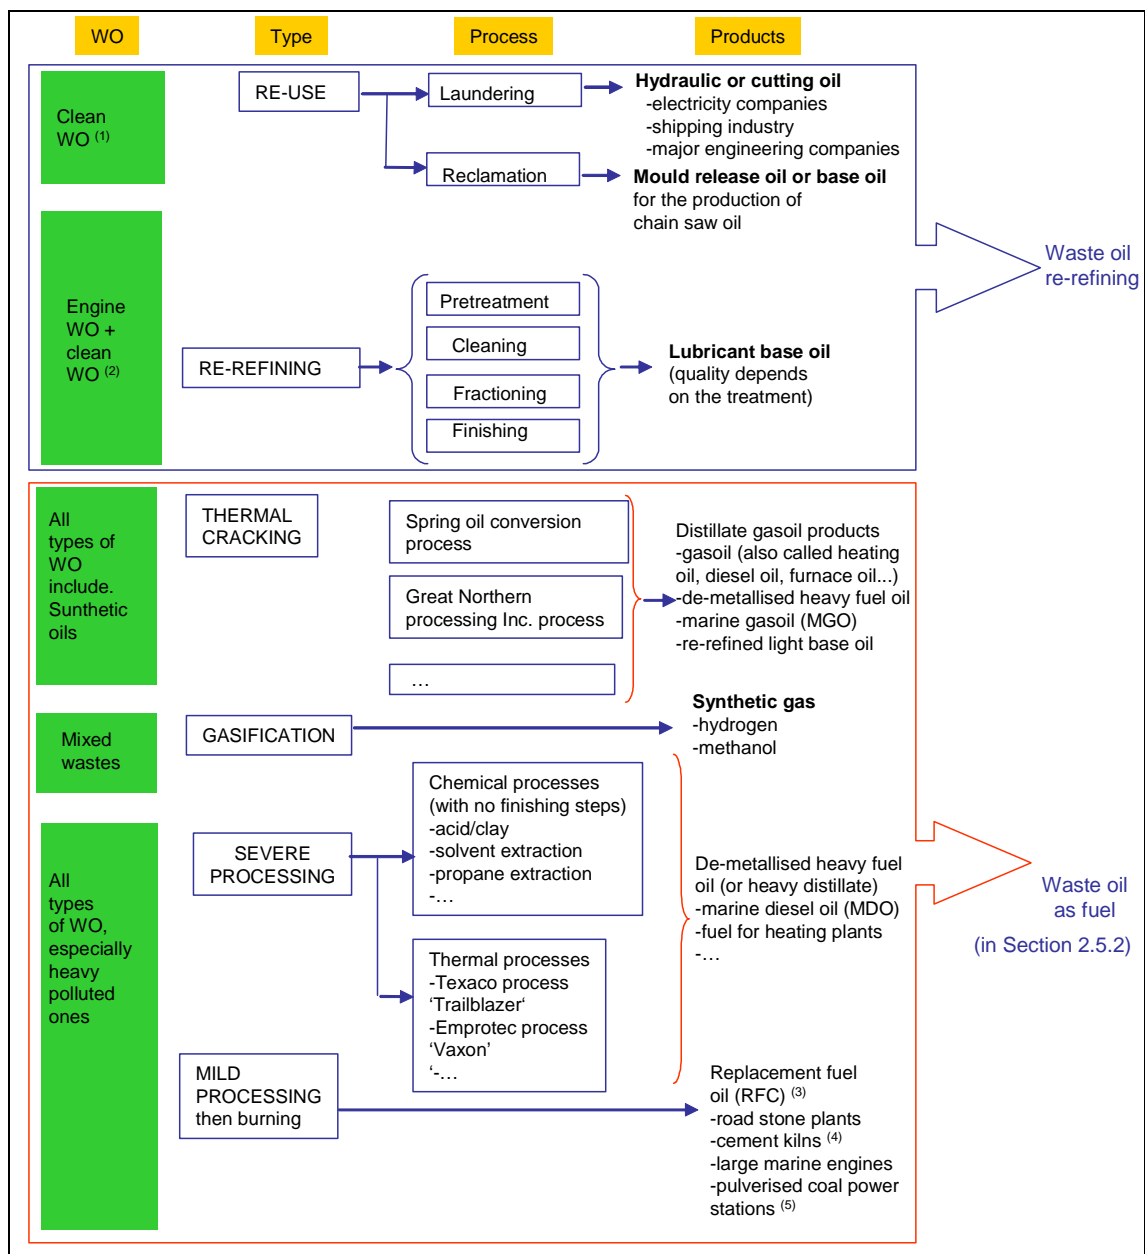 WO Type Process Products
Clean
WO (1)
RE-USE
Laundering
Hydraulic or cutting oil
-electricity companies
-shipping industry
-major engineering companies
Reclamation
Mould release oil or base oil
for the production of
chain saw oil
Waste oil
re-refining
Engine
WO +
clean
WO (2)
RE-REFINING
Pretreatment
Cleaning
Fractioning
Finishing
Lubricant base oil
(quality depends
on the treatment)
All
types of
WO
include.
Sunthetic
oils
THERMAL
CRACKING
Spring oil conversion
process
Great Northern
processing Inc. process
…
Distillate gasoil products
-gasoil (also called heating
oil, diesel oil, furnace oil...)
-de-metallised heavy fuel oil
-marine gasoil (MGO)
-re-refined light base oil
Mixed
wastes
GASIFICATION
Synthetic gas
-hydrogen
-methanol
All
types
of WO,
especially
heavy
polluted
ones
SEVERE
PROCESSING
Chemical processes
(with no finishing steps)
-acid/clay
-solvent extraction
-propane extraction
-…
Thermal processes
-Texaco process
‘Trailblazer‘
-Emprotec process
‘Vaxon’
‘-…
De-metallised heavy fuel
oil (or heavy distillate)
-marine diesel oil (MDO)
-fuel for heating plants
-…
Waste oil
as fuel
(in Section 2.5.2)
MILD
PROCESSING
then burning
Replacement fuel
oil (RFC) (3)
-road stone plants
-cement kilns (4)
-large marine engines
-pulverised coal power
stations (5)